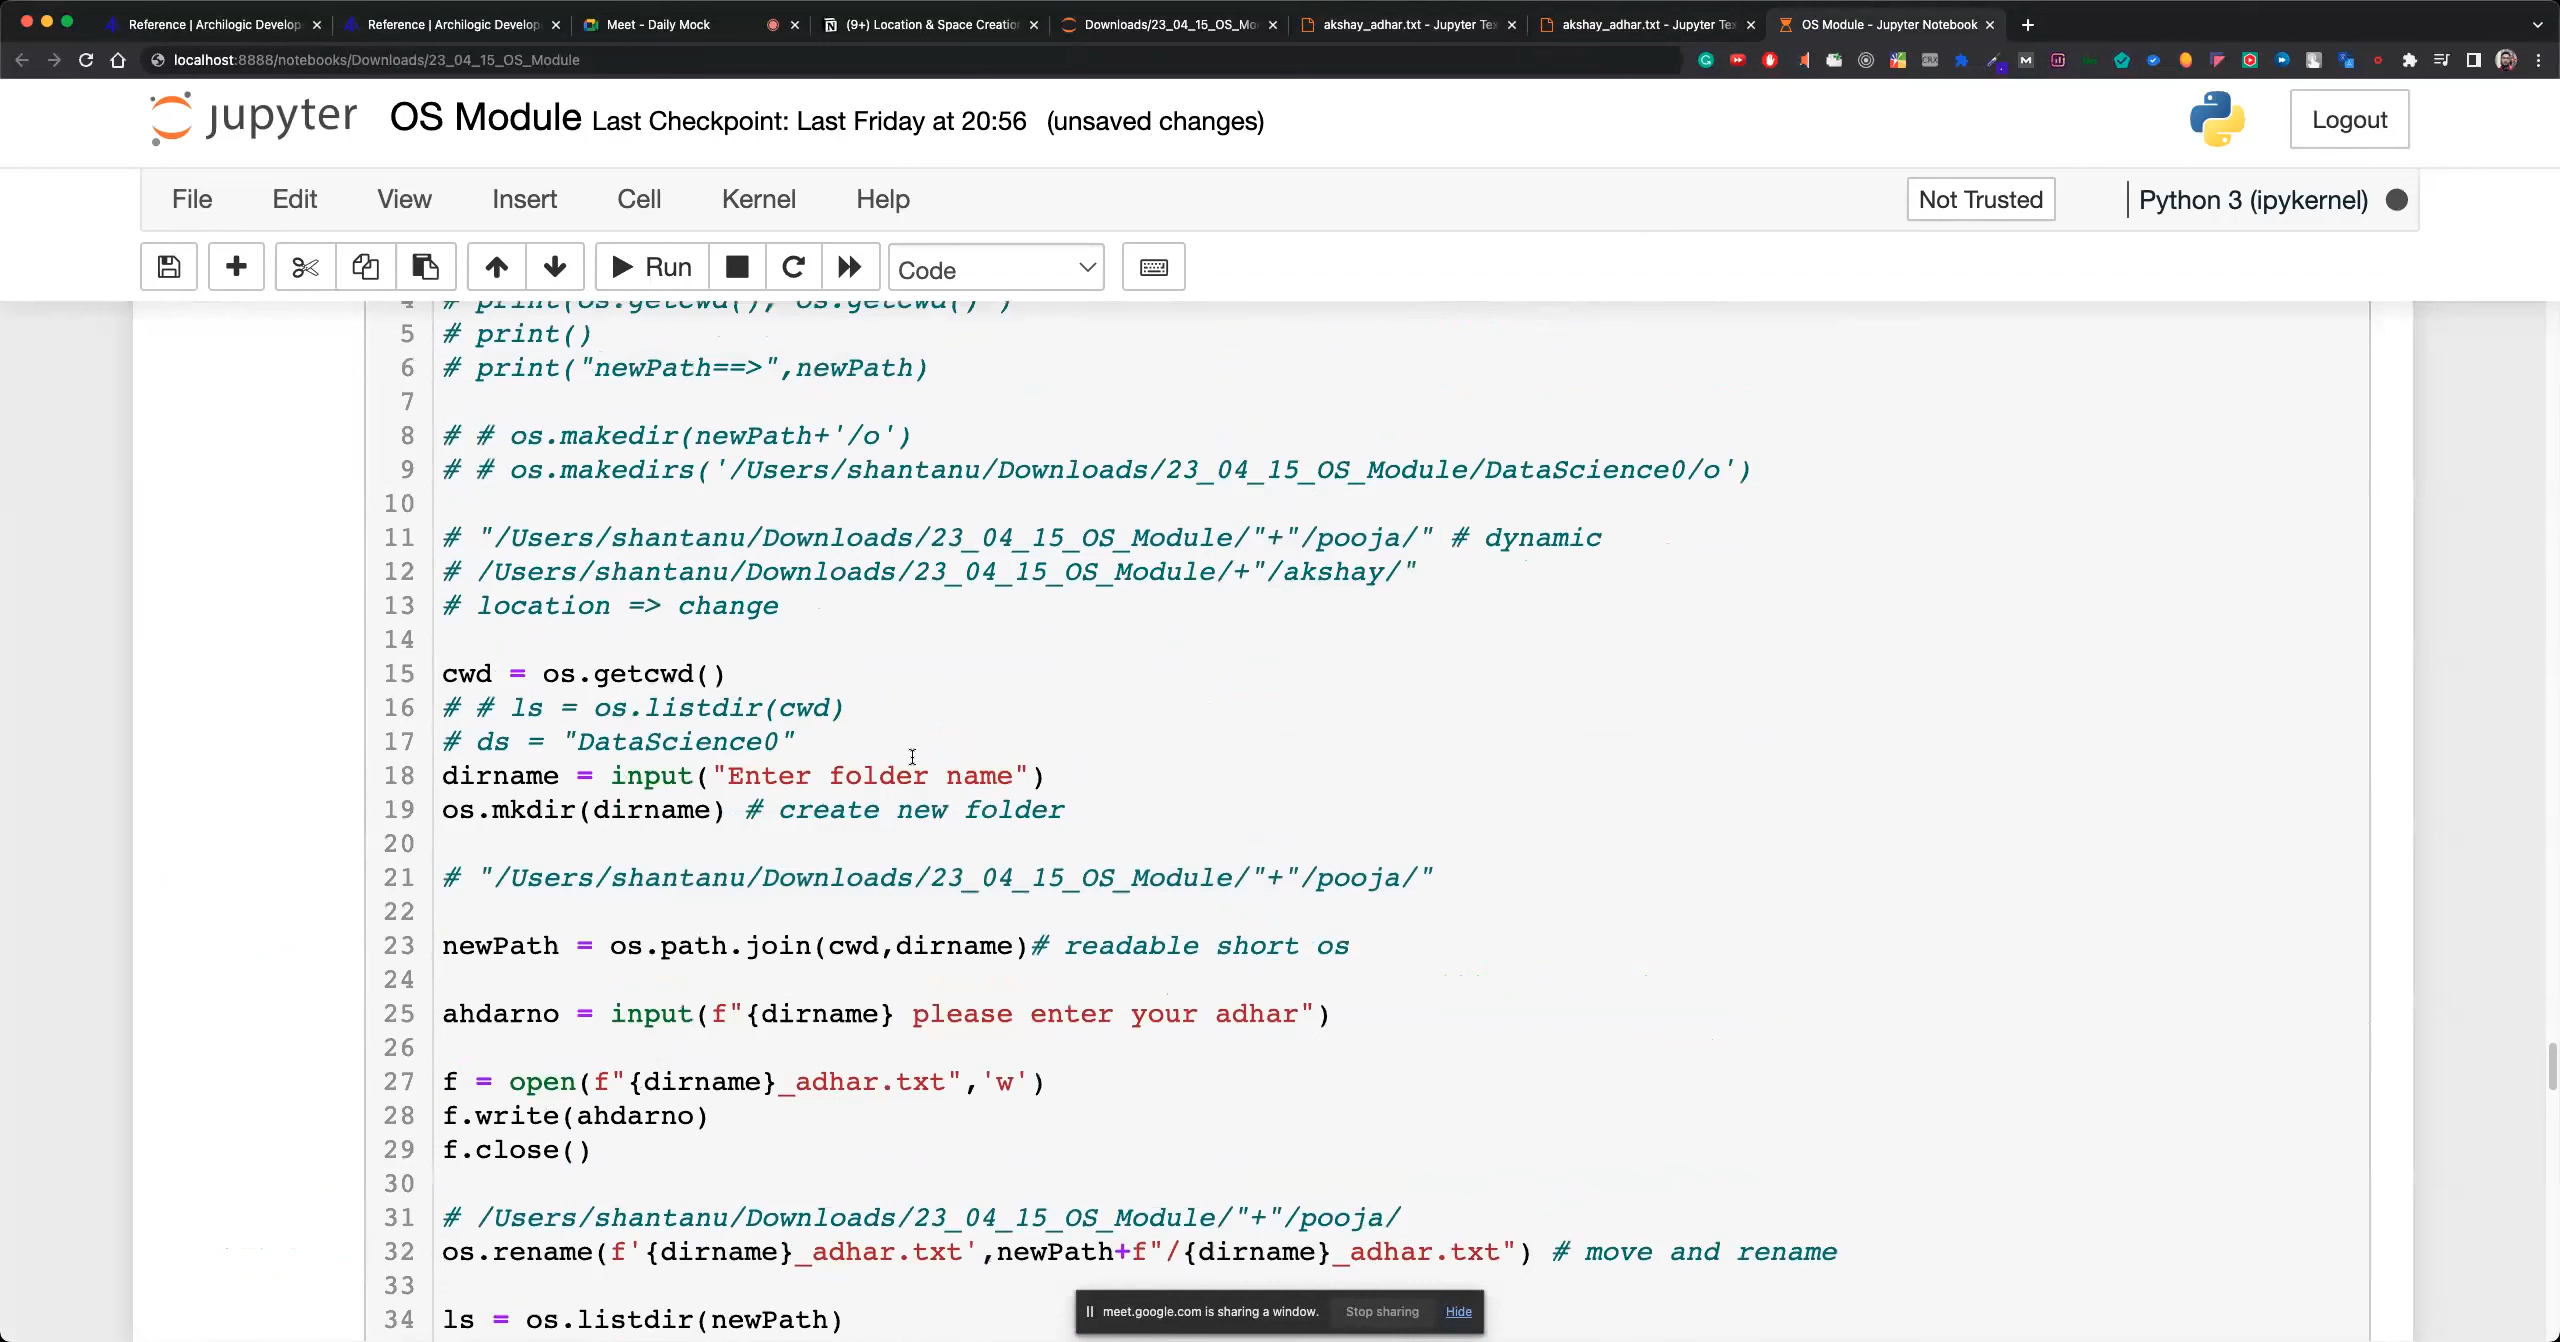 Reference | Archilogic Develop
Reference | Archilogic Develop
Meet - Daily Mock
(9+) Location & Space Creation
Downloads/23_04_15_OS_Mo
akshay_adhar.txt - Jupyter Te
akshay_adhar.txt - Jupyter Te
OS Module - Jupyter Notebook
localhost:8888/notebooks/Downloads/23_04_15_OS_Module
jupyter OS Module Last Checkpoint: Last Friday at 20:56 (unsaved changes)
Logout
File Edit View Insert Cell Kernel Help
Not Trusted
Python 3 (ipykernel)
Run
Code
4 # print(os.getcwd(), os.getcwd() )
5 # print()
6 # print("newPath==>",newPath)
7
8 # # os.makedir(newPath+'/o')
9 # # os.makedirs('/Users/shantanu/Downloads/23_04_15_OS_Module/DataScience0/o')
10
11 # "/Users/shantanu/Downloads/23_04_15_OS_Module/"+"/pooja/" # dynamic
12 # /Users/shantanu/Downloads/23_04_15_OS_Module/+"/akshay/"
13 # location => change
14
15 cwd = os.getcwd()
16 # # ls = os.listdir(cwd)
17 # ds = "DataScience0"
18 dirname = input("Enter folder name")
19 os.mkdir(dirname) # create new folder
20
21 # "/Users/shantanu/Downloads/23_04_15_OS_Module/"+"/pooja/"
22
23 newPath = os.path.join(cwd,dirname)# readable short os
24
25 ahdarno = input(f"{dirname} please enter your adhar")
26
27 f = open(f"{dirname}_adhar.txt",'w')
28 f.write(ahdarno)
29 f.close()
30
31 # /Users/shantanu/Downloads/23_04_15_OS_Module/"+"/pooja/
32 os.rename(f'{dirname}_adhar.txt',newPath+f"/{dirname}_adhar.txt") # move and rename
33
34 ls = os.listdir(newPath)
meet.google.com is sharing a window. Stop sharing Hide